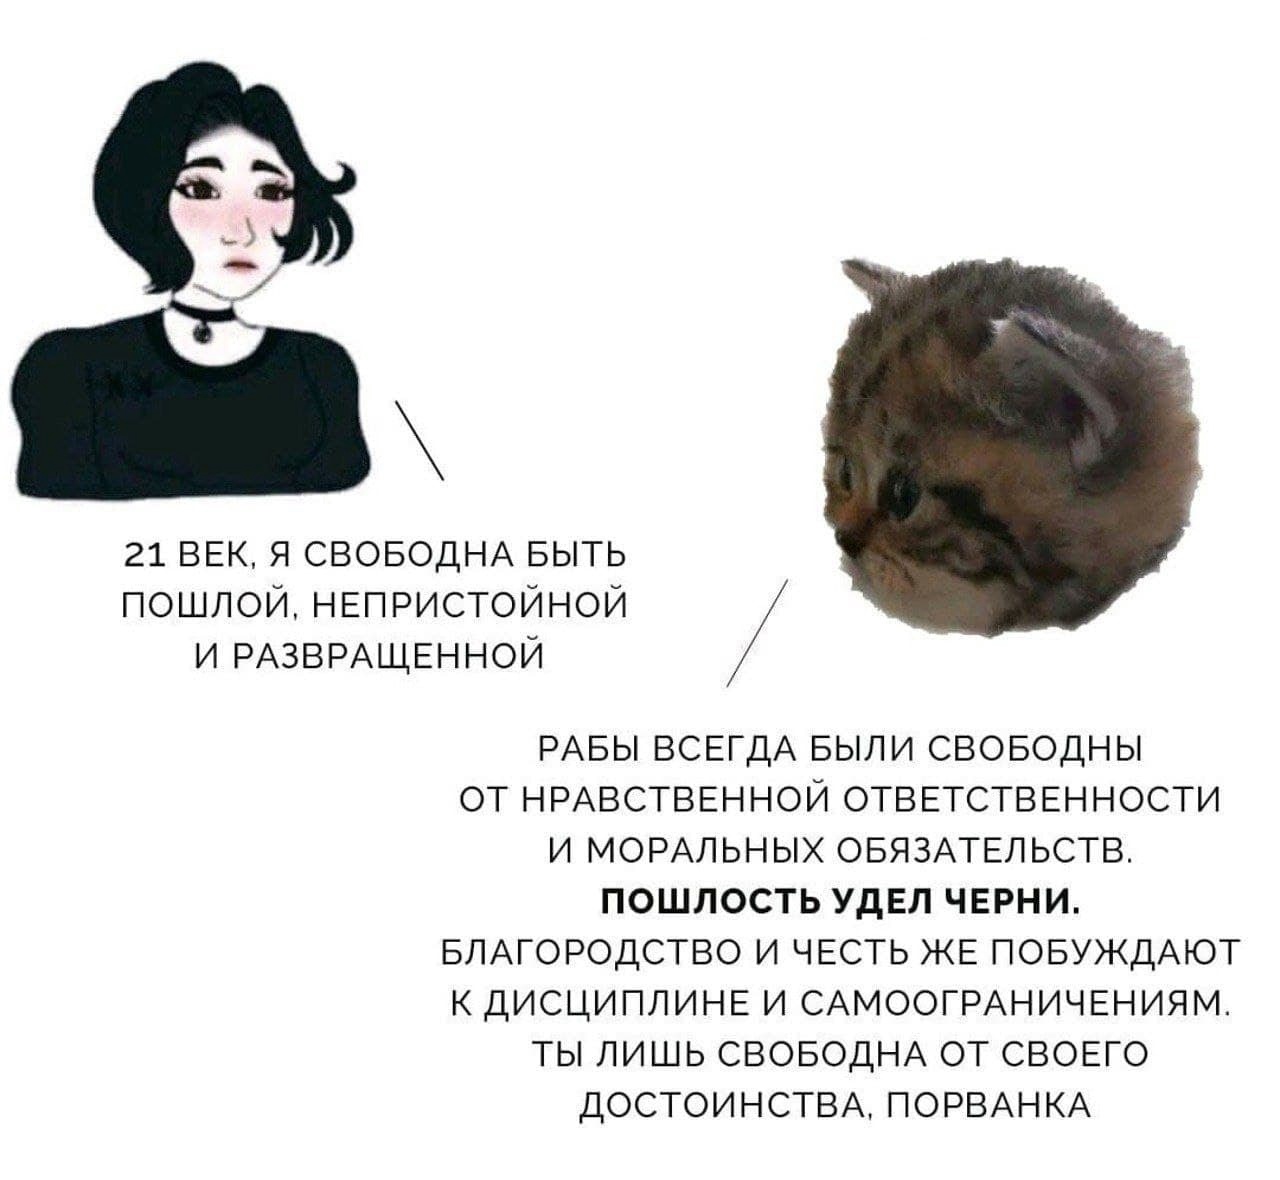 21 ВЕК, Я СВОБОДНА БЫТЬ
ПОШЛОЙ, НЕПРИСТОЙНОЙ
И РАЗВРАЩЕННОЙ
РАБЫ ВСЕГДА БЫЛИ СВОБОДНЫ
ОТ НРАВСТВЕННОЙ ОТВЕТСТВЕННОСТИ
И МОРАЛЬНЫХ ОБЯЗАТЕЛЬСТВ.
ПОШЛОСТЬ УДЕЛ ЧЕРНИ.
БЛАГОРОДСТВО И ЧЕСТЬ ЖЕ ПОБУЖДАЮТ
К ДИСЦИПЛИНЕ И САМООГРАНИЧЕНИЯМ.
ТЫ ЛИШЬ СВОБОДНА ОТ СВОЕГО
ДОСТОИНСТВА, ПОРВАНКА